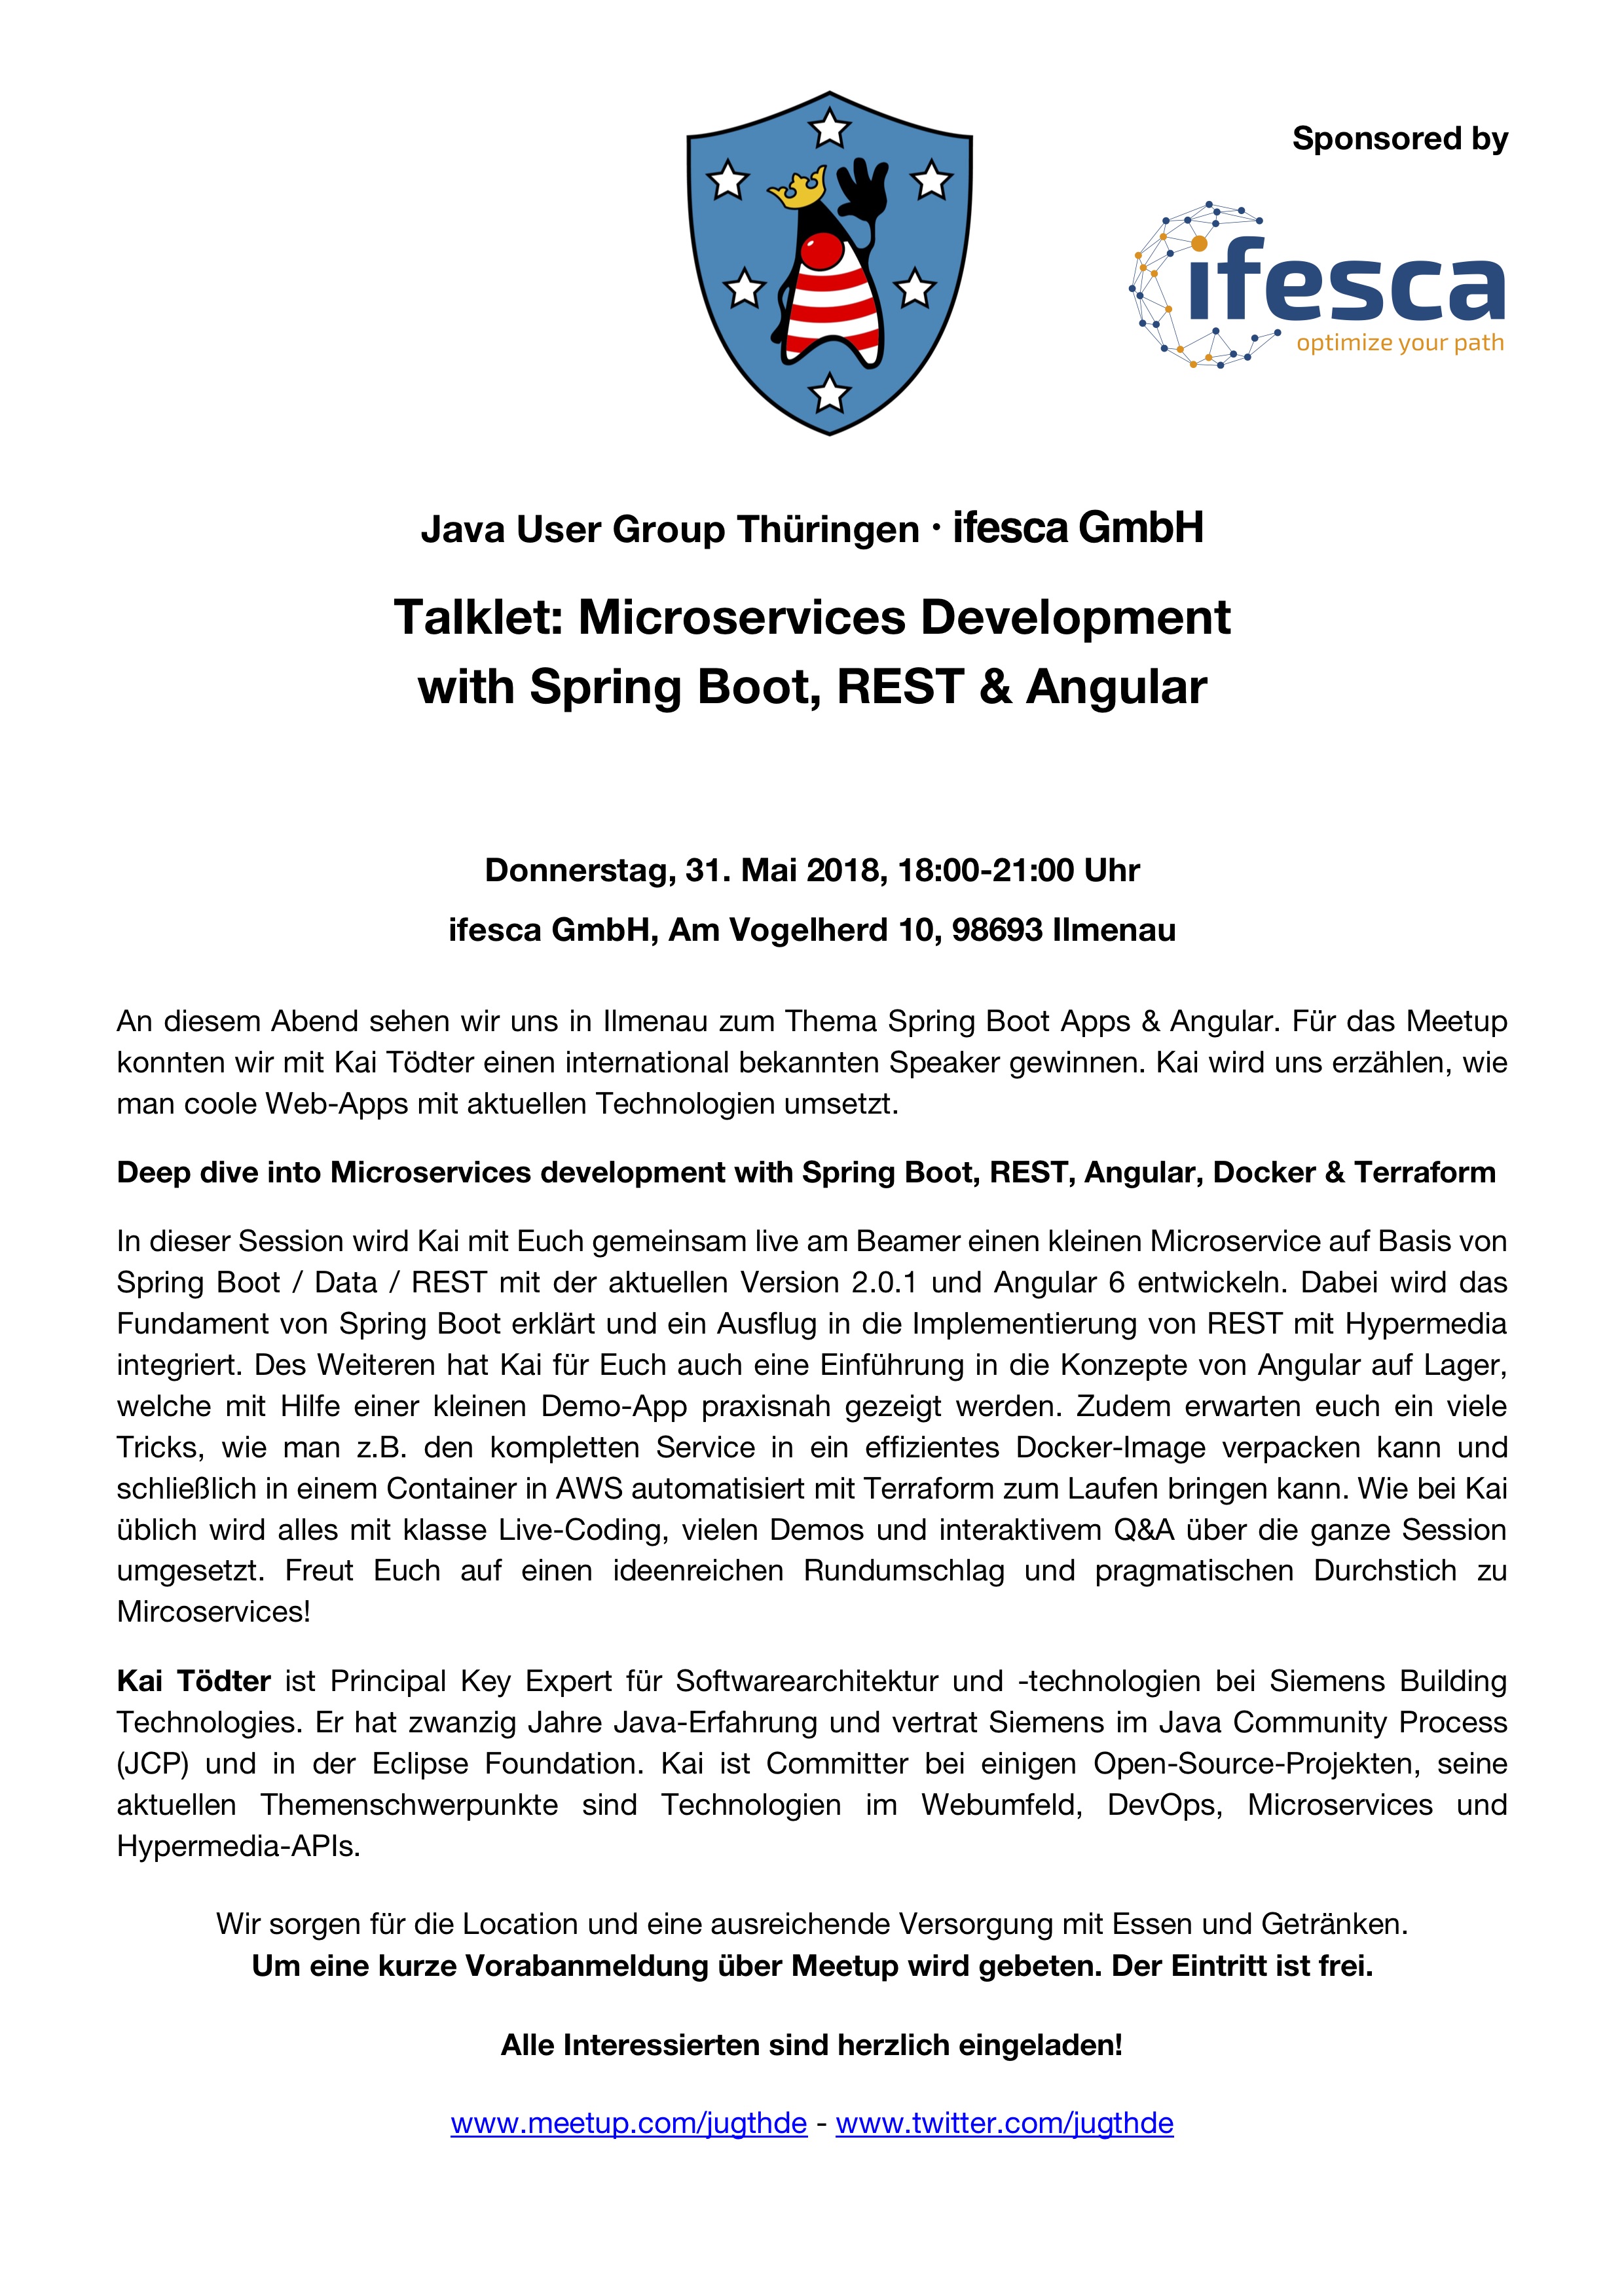 Sponsored by
ifesca
optimize your path
Java User Group Thüringen · ifesca GmbH
Talklet: Microservices Development
with Spring Boot, REST & Angular
Donnerstag, 31. Mai 2018, 18:00-21:00 Uhr
ifesca GmbH, Am Vogelherd 10, 98693 Ilmenau
An diesem Abend sehen wir uns in Ilmenau zum Thema Spring Boot Apps & Angular. Für das Meetup
konnten wir mit Kai Tödter einen international bekannten Speaker gewinnen. Kai wird uns erzählen, wie
man coole Web-Apps mit aktuellen Technologien umsetzt.
Deep dive into Microservices development with Spring Boot, REST, Angular, Docker & Terraform
In dieser Session wird Kai mit Euch gemeinsam live am Beamer einen kleinen Microservice auf Basis von
Spring Boot / Data / REST mit der aktuellen Version 2.0.1 und Angular 6 entwickeln. Dabei wird das
Fundament von Spring Boot erklärt und ein Ausflug in die Implementierung von REST mit Hypermedia
integriert. Des Weiteren hat Kai für Euch auch eine Einführung in die Konzepte von Angular auf Lager,
welche mit Hilfe einer kleinen Demo-App praxisnah gezeigt werden. Zudem erwarten euch ein viele
Tricks, wie man z.B. den kompletten Service in ein effizientes Docker-Image verpacken kann und
schließlich in einem Container in AWS automatisiert mit Terraform zum Laufen bringen kann. Wie bei Kai
üblich wird alles mit klasse Live-Coding, vielen Demos und interaktivem Q&A über die ganze Session
umgesetzt. Freut Euch auf einen ideenreichen Rundumschlag und pragmatischen Durchstich zu
Mircoservices!
Kai Tödter ist Principal Key Expert für Softwarearchitektur und -technologien bei Siemens Building
Technologies. Er hat zwanzig Jahre Java-Erfahrung und vertrat Siemens im Java Community Process
(JCP) und in der Eclipse Foundation. Kai ist Committer bei einigen Open-Source-Projekten, seine
aktuellen Themenschwerpunkte sind Technologien im Webumfeld, DevOps, Microservices und
Hypermedia-APIs.
Wir sorgen für die Location und eine ausreichende Versorgung mit Essen und Getränken.
Um eine kurze Vorabanmeldung über Meetup wird gebeten. Der Eintritt ist frei.
Alle Interessierten sind herzlich eingeladen!
www.meetup.com/jugthde - www.twitter.com/jugthde